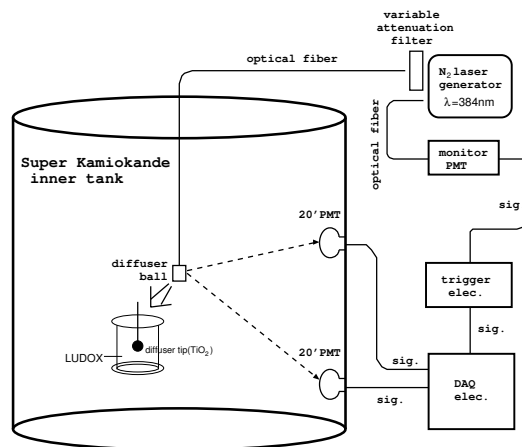 variable
attenuation
filter
optical fiber
N2 laser
generator
λ=384nm
optical fiber
monitor
PMT
Super Kamiokande
inner tank
sig.
20'PMT
diffuser
ball
trigger
elec.
LUDOX
diffuser tip(TiO2)
20'PMT
sig.
sig.
sig.
DAQ
elec.